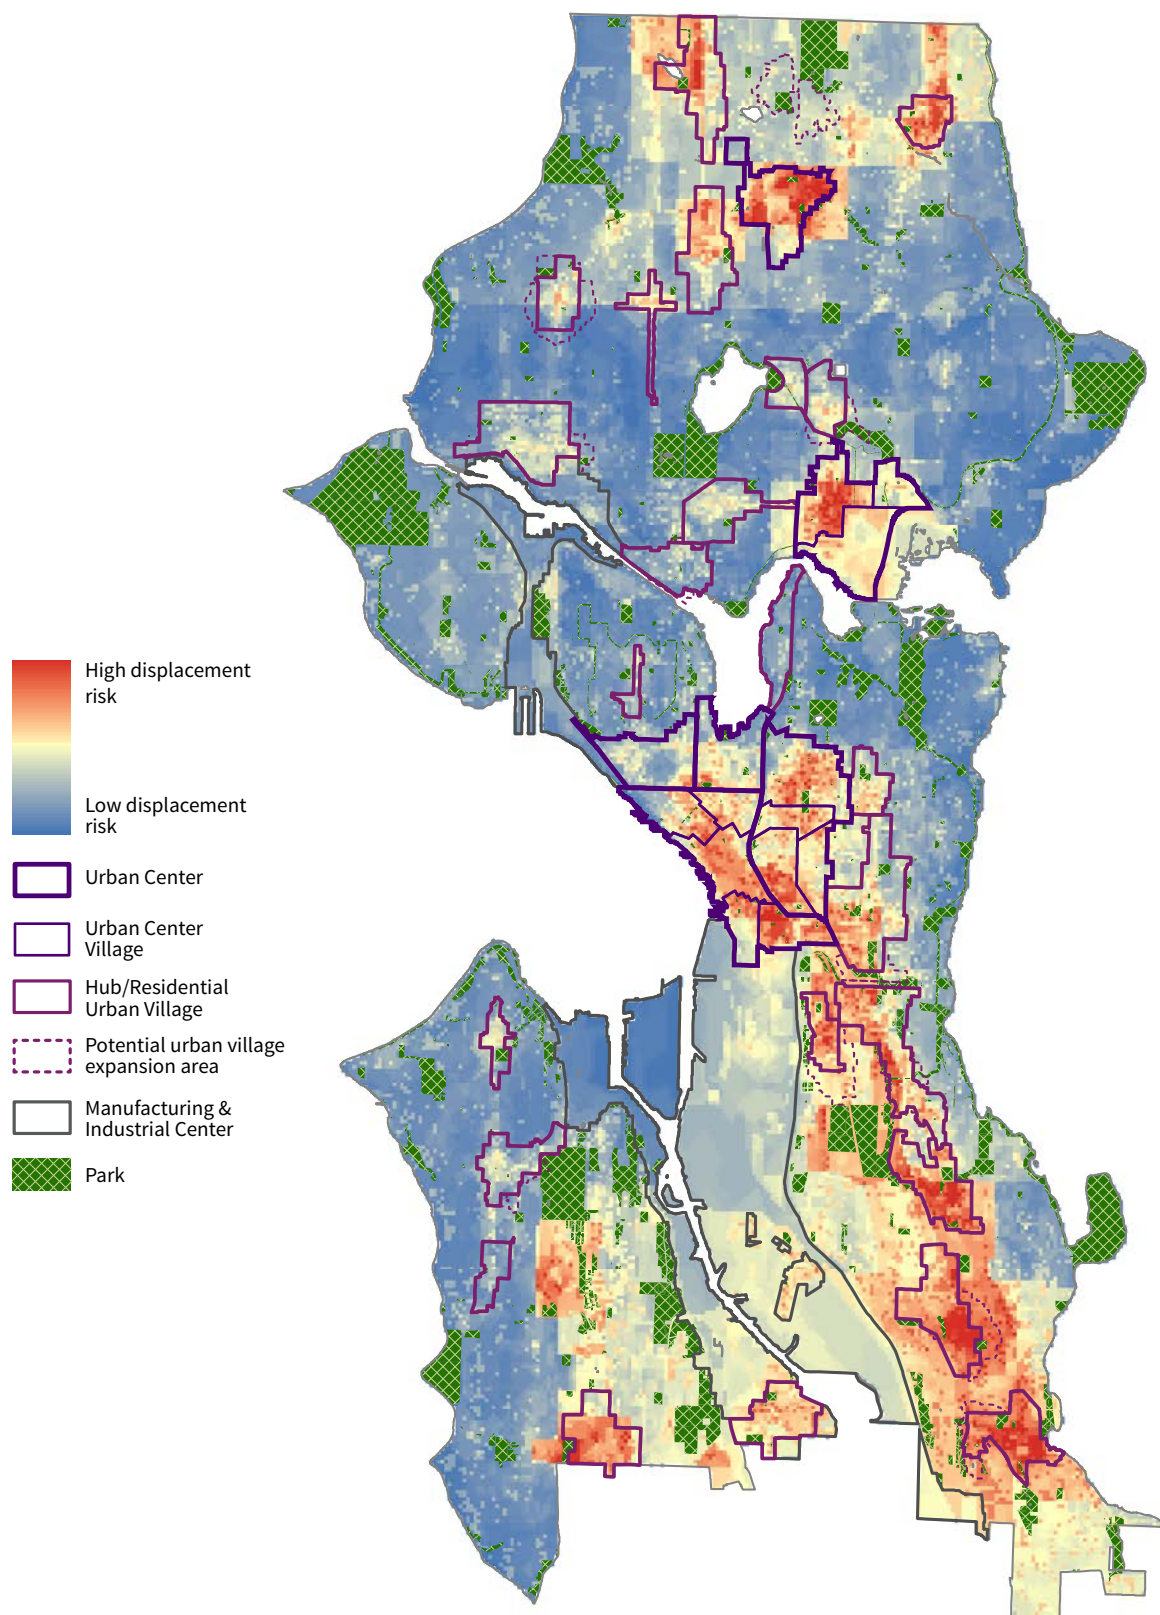 High displacement
risk
Low displacement
risk
Urban Center
Urban Center
Village
Hub/Residential
Urban Village
Potential urban village
expansion area
Manufacturing &
Industrial Center
Park